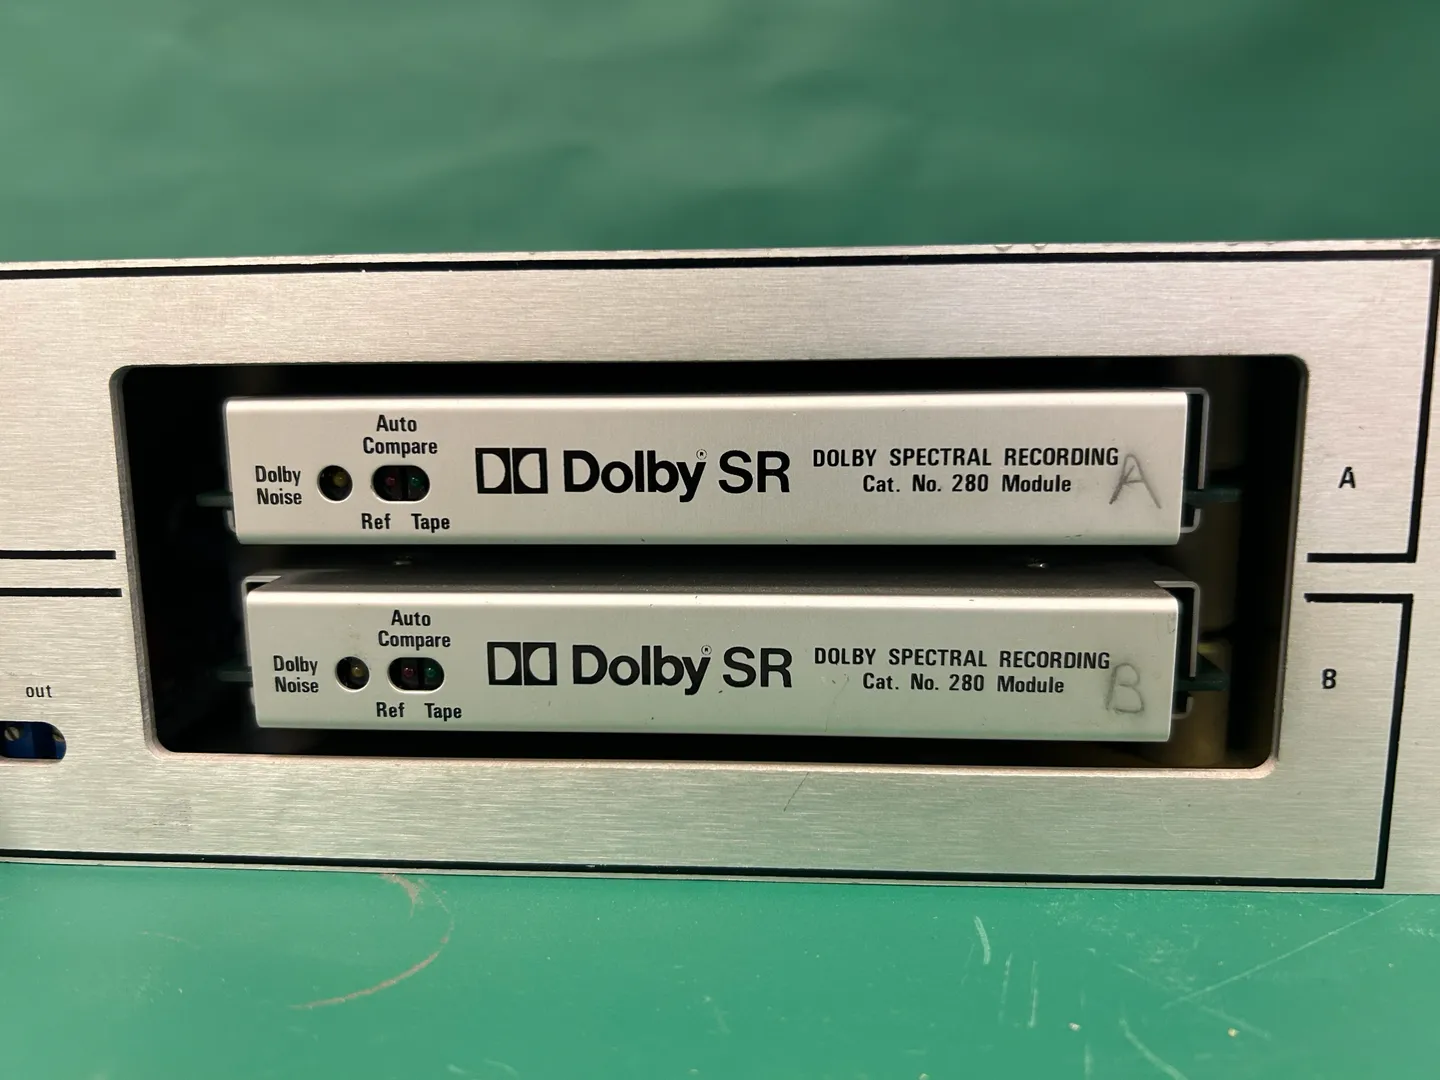 Auto
Compare
Dolby
Noise
Ref Tape
Dolby® SR
DOLBY SPECTRAL RECORDING
Cat. No. 280 Module
A
A
Auto
Compare
Dolby
Noise
Ref Tape
Dolby® SR
DOLBY SPECTRAL RECORDING
Cat. No. 280 Module
B
B
out